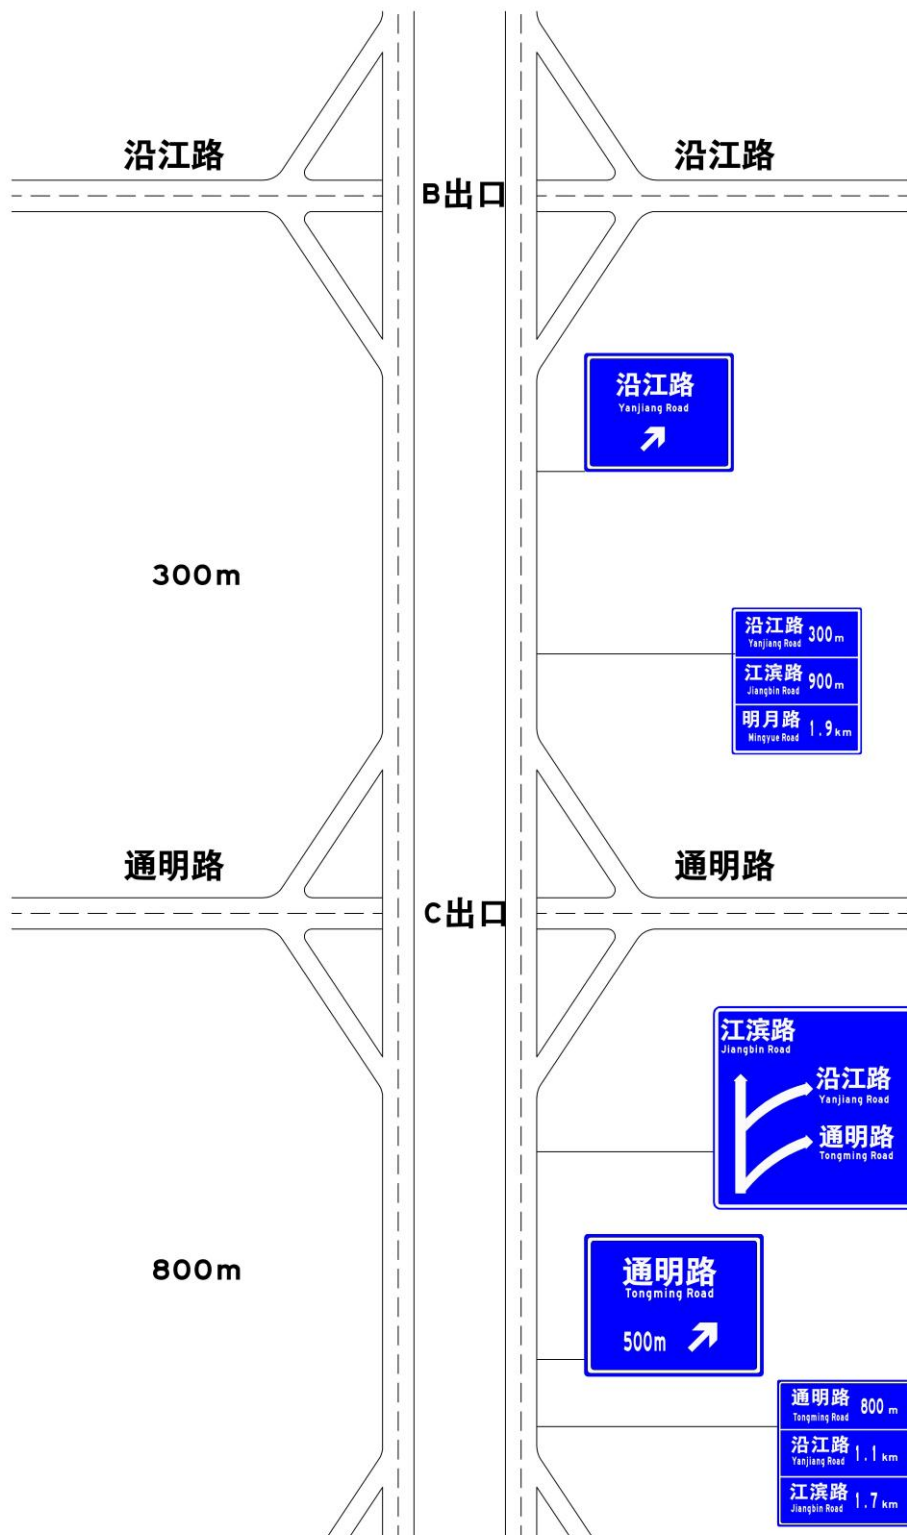 沿江路
沿江路
B出口
沿江路
Yanjiang Road
300m
沿江路 300m
Yanjiang Road
江滨路 900m
Jiangbin Road
明月路 1.9km
Mingyue Road
通明路
通明路
C出口
江滨路
Jiangbin Road
沿江路
Yanjiang Road
通明路
Tongming Road
800m
通明路
Tongming Road
500m
通明路 800 m
Tongming Road
沿江路 1.1km
Yanjiang Road
江滨路 1.7km
Jiangbin Road